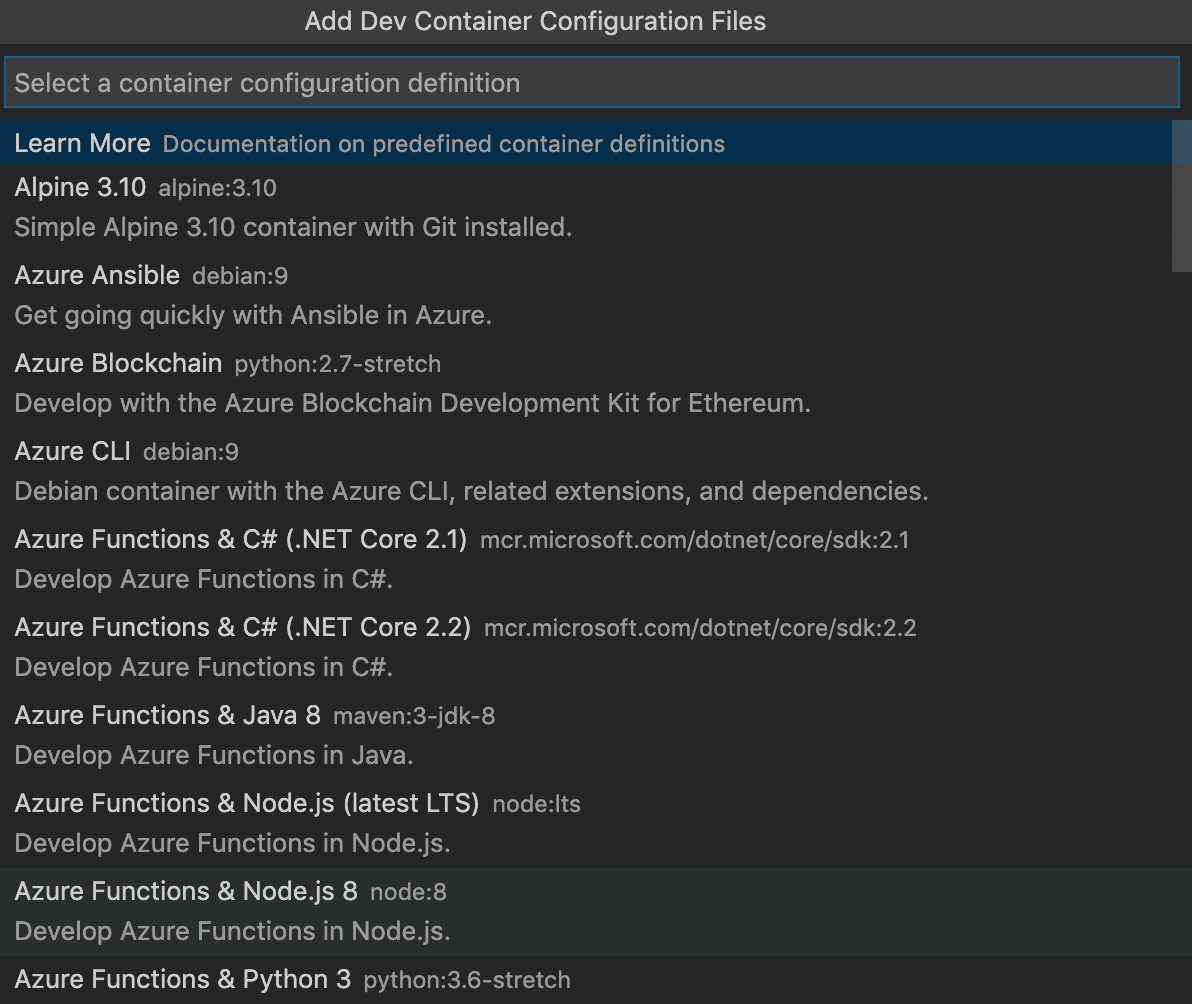 Add Dev Container Configuration Files
Select a container configuration definition
Learn More Documentation on predefined container definitions
Alpine 3.10 alpine:3.10
Simple Alpine 3.10 container with Git installed.
Azure Ansible debian:9
Get going quickly with Ansible in Azure.
Azure Blockchain python:2.7-stretch
Develop with the Azure Blockchain Development Kit for Ethereum.
Azure CLI debian:9
Debian container with the Azure CLI, related extensions, and dependencies.
Azure Functions & C# (.NET Core 2.1) mcr.microsoft.com/dotnet/core/sdk:2.1
Develop Azure Functions in C#.
Azure Functions & C# (.NET Core 2.2) mcr.microsoft.com/dotnet/core/sdk:2.2
Develop Azure Functions in C#.
Azure Functions & Java 8 maven:3-jdk-8
Develop Azure Functions in Java.
Azure Functions & Node.js (latest LTS) node:lts
Develop Azure Functions in Node.js.
Azure Functions & Node.js 8 node:8
Develop Azure Functions in Node.js.
Azure Functions & Python 3 python:3.6-stretch